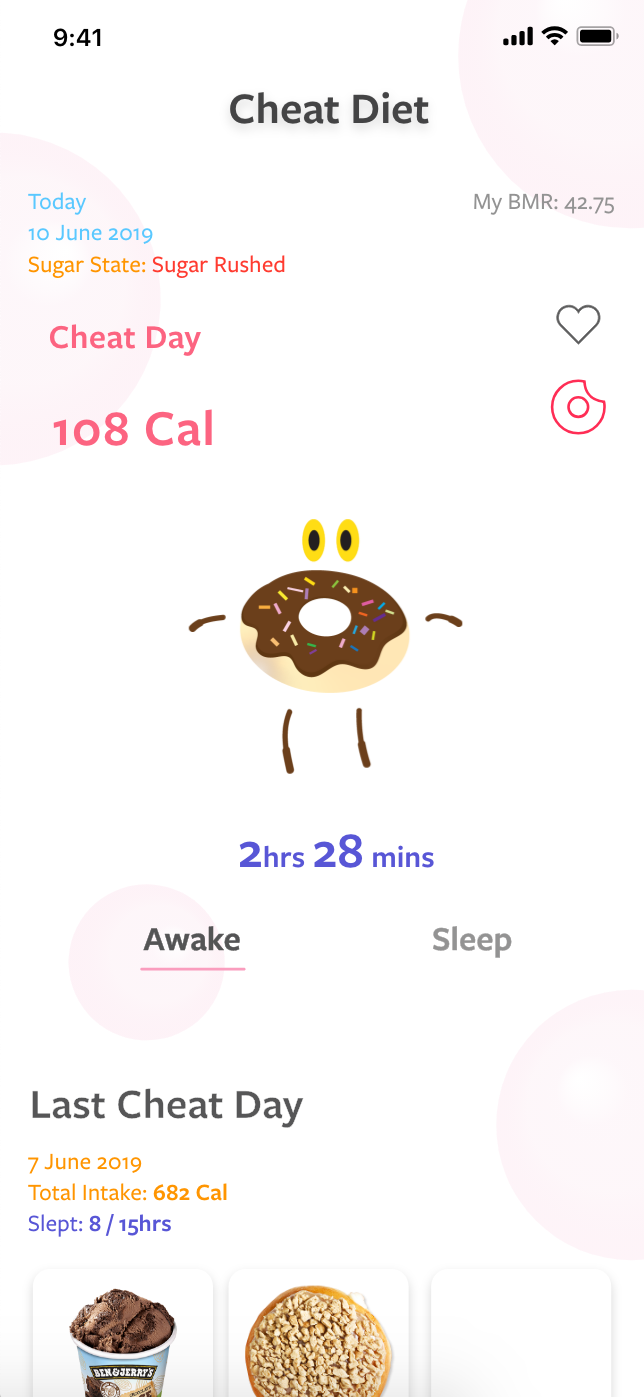 9:41
Cheat Diet
Today
My BMR: 42.75
10 June 2019
Sugar State: Sugar Rushed
Cheat Day
108 Cal
2hrs 28 mins
Awake
Sleep
Last Cheat Day
7 June 2019
Total Intake: 682 Cal
Slept: 8 / 15hrs
BEN & JERRY'S